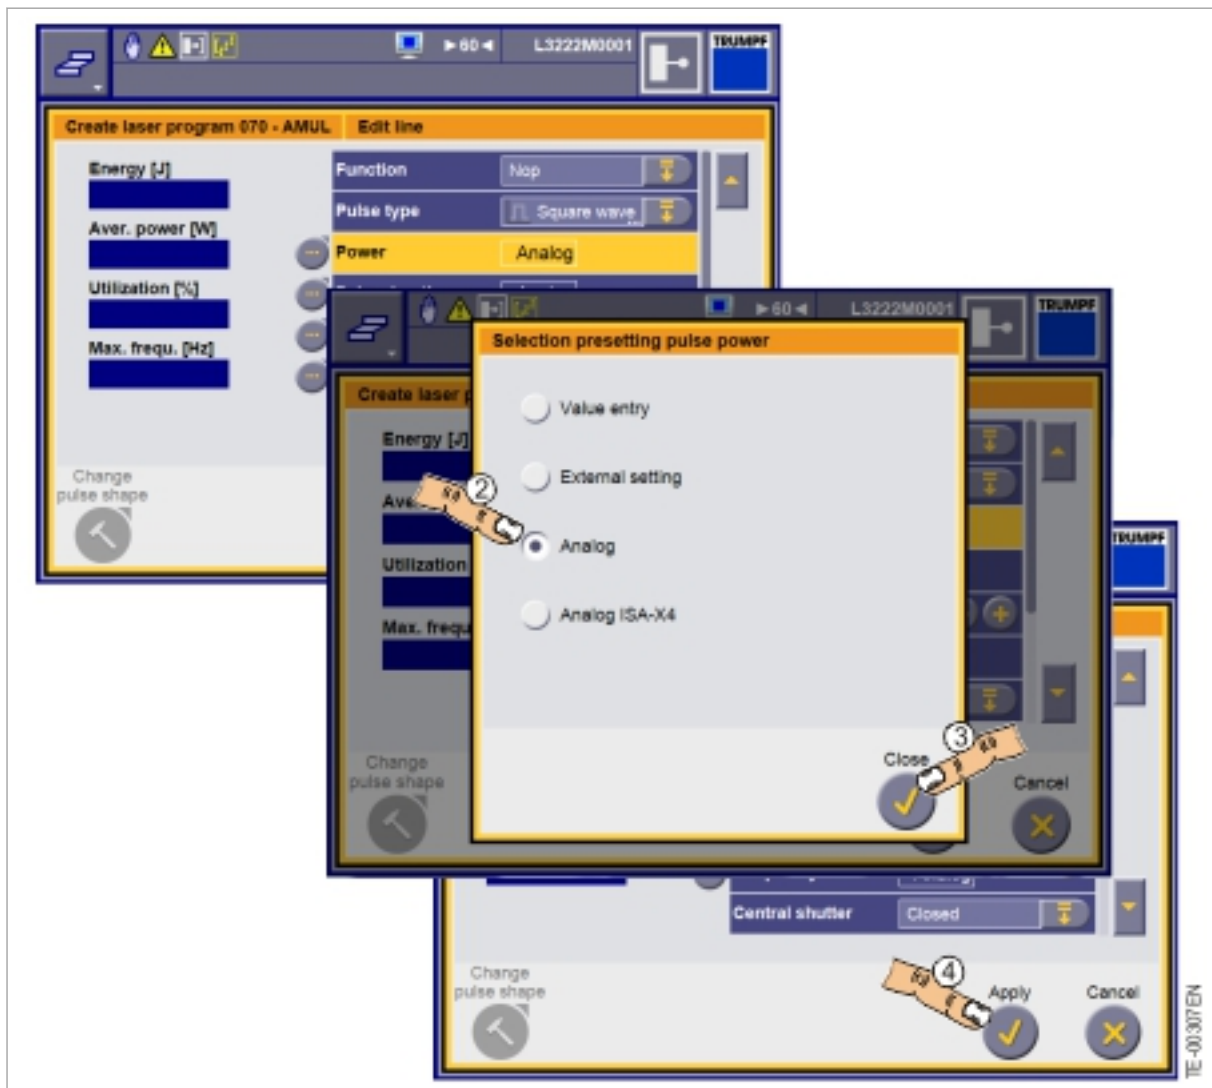 ▶60◀ L3222M0001 TRUMPF
Create laser program 070 - AMUL Edit line
Energy [J]
Aver. power [W]
Utilization [%]
Max. frequ. [Hz]
Function Nop
Pulse type Square wave
Power Analog
Change
pulse shape
▶60◀ L3222M0001 TRUMPF
Create laser p
Energy [J]
Ave
Utilization
Max. frequ
Change
pulse shape
Cancel
Selection presetting pulse power
Value entry
External setting
② Analog
Analog ISA-X4
③
Close
TRUMPF
Central shutter Closed
Change
pulse shape
④
Apply
Cancel
TE-00307EN